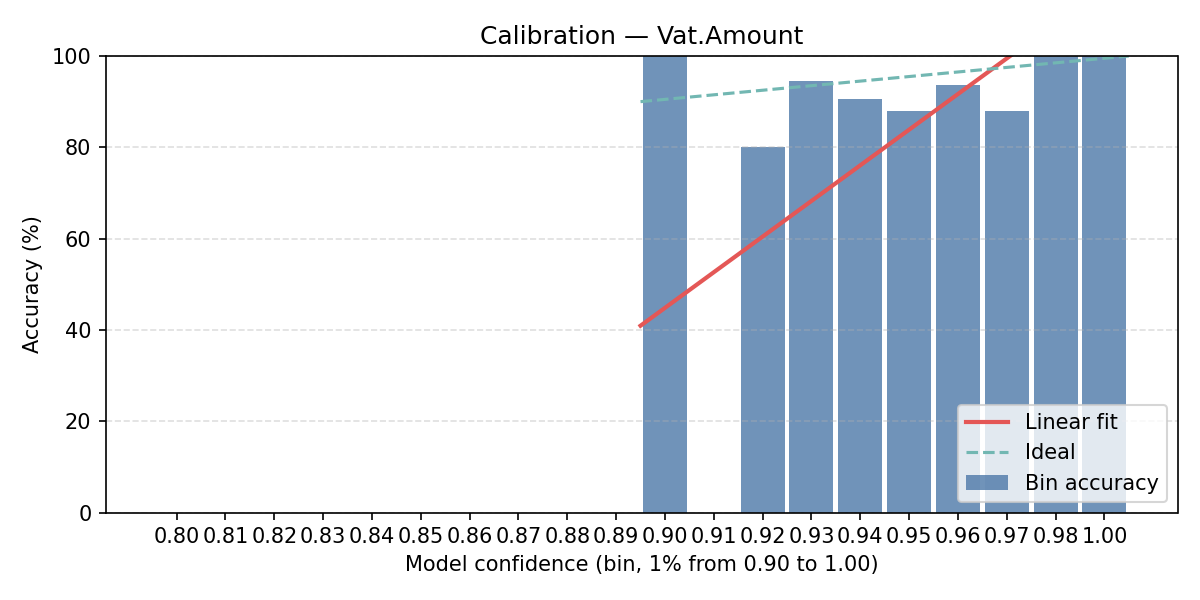 Calibration — Vat.Amount
Accuracy (%)
100
80
60
40
20
0
Linear fit
Ideal
Bin accuracy
0.80 0.81 0.82 0.83 0.84 0.85 0.86 0.87 0.88 0.89 0.90 0.91 0.92 0.93 0.94 0.95 0.96 0.97 0.98 1.00
Model confidence (bin, 1% from 0.90 to 1.00)